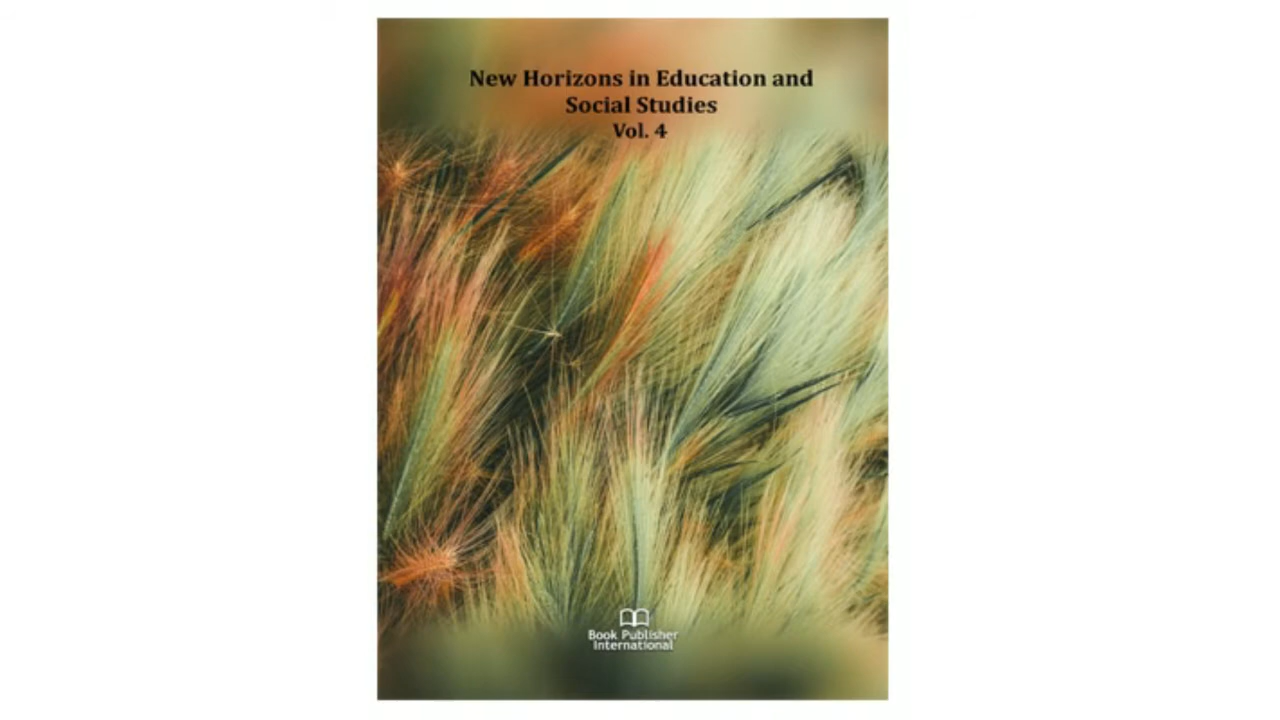 New Horizons in Education and
Social Studies
Vol. 4
Book Publisher
International